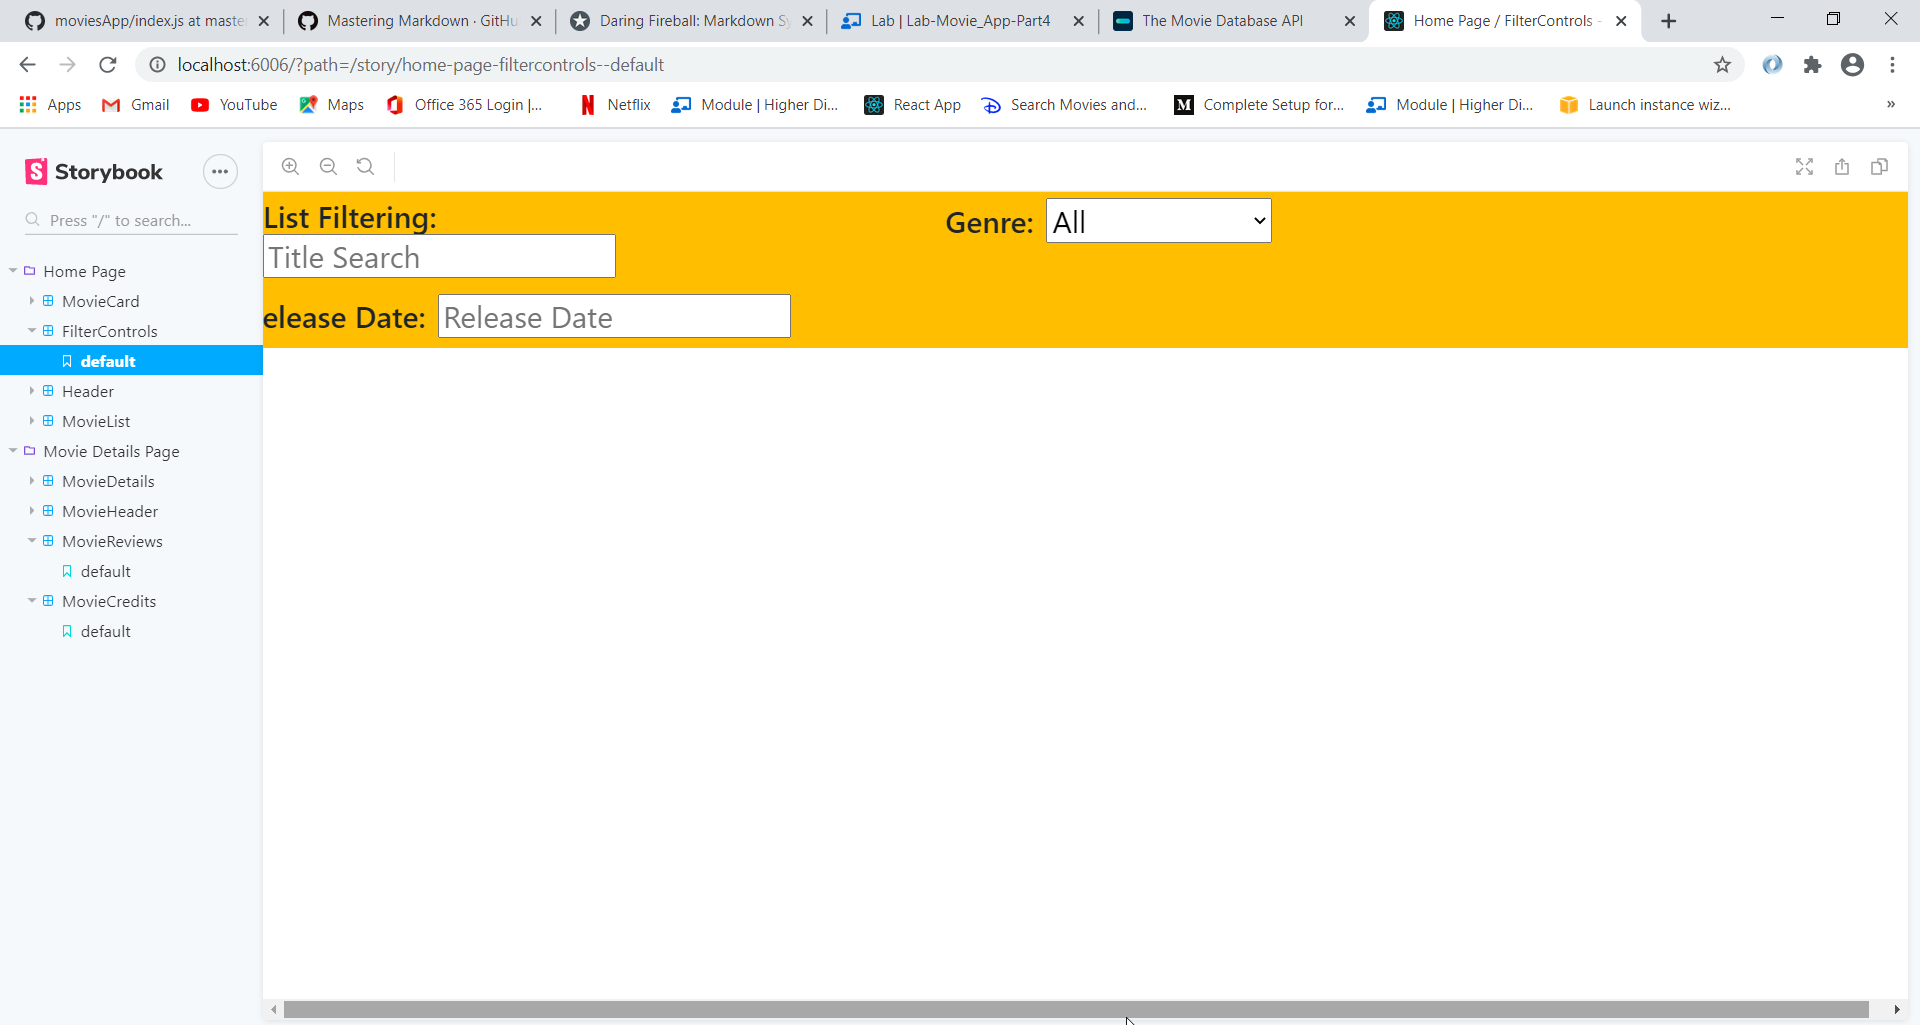 moviesApp/index.js at maste
Mastering Markdown · GitHu
Daring Fireball: Markdown Sy
Lab | Lab-Movie_App-Part4
The Movie Database API
Home Page / FilterControls -
localhost:6006/?path=/story/home-page-filtercontrols--default
Apps
Gmail
YouTube
Maps
Office 365 Login |...
Netflix
Module | Higher Di...
React App
Search Movies and...
Complete Setup for...
Module | Higher Di...
Launch instance wiz...
»
Storybook
Press "/" to search...
Home Page
MovieCard
FilterControls
default
Header
MovieList
Movie Details Page
MovieDetails
MovieHeader
MovieReviews
default
MovieCredits
default
List Filtering:
Title Search
Genre: All
elease Date: Release Date